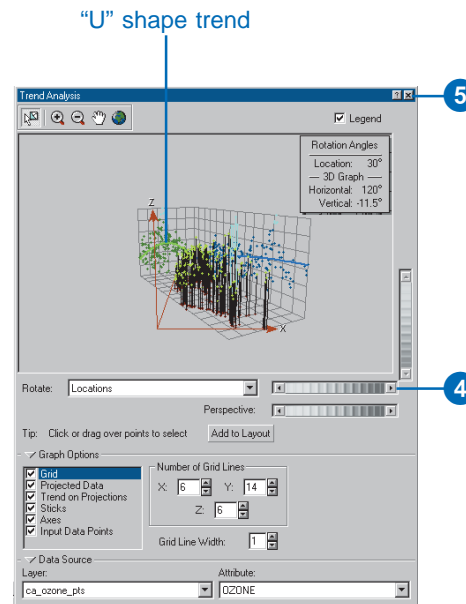 "U" shape trend
Trend Analysis
5
Legend
Rotation Angles
Location: 30°
3D Graph
Horizontal: 120°
Vertical: -11.5°
Z
X
Rotate: Locations
4
Perspective:
Tip: Click or drag over points to select Add to Layout
Graph Options
Grid
Projected Data
Trend on Projections
Sticks
Axes
Input Data Points
Number of Grid Lines
X: 6 Y: 14
Z: 6
Grid Line Width: 1
Data Source
Layer: Attribute:
ca_ozone_pts OZONE